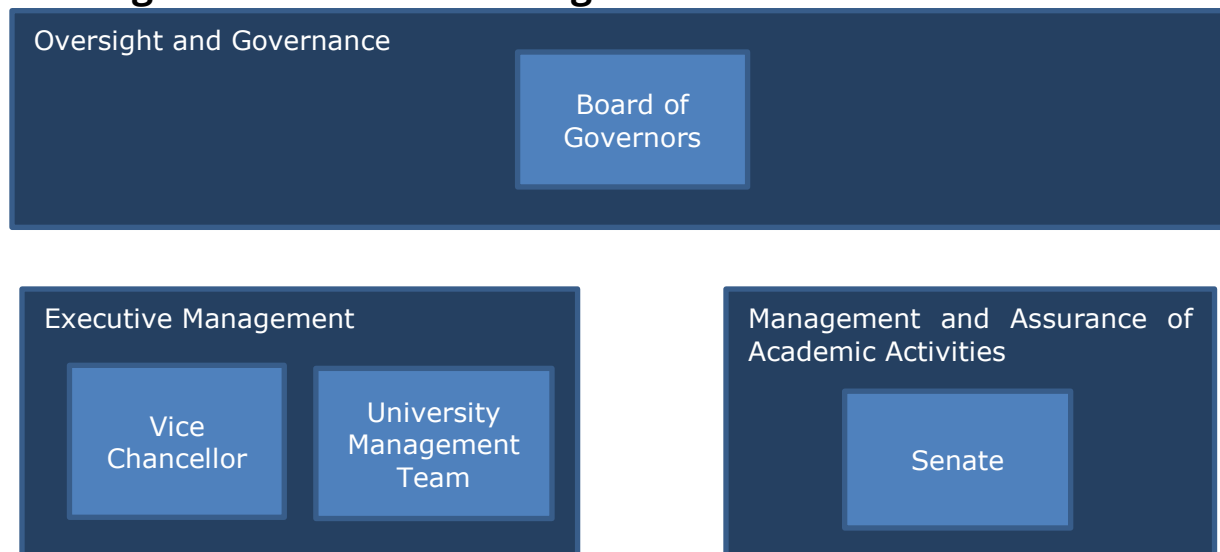 Oversight and Governance
Board of
Governors
Executive Management
Vice
Chancellor
University
Management
Team
Management and Assurance of
Academic Activities
Senate